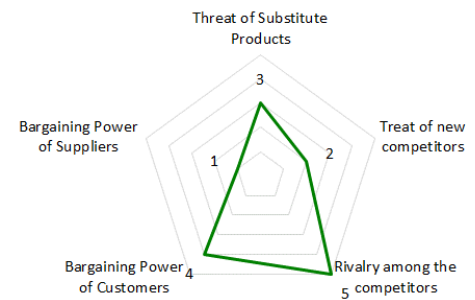 Threat of Substitute
Products
3
Bargaining Power
of Suppliers
1
2
Treat of new
competitors
Bargaining Power
of Customers
4
Rivalry among the
competitors
5